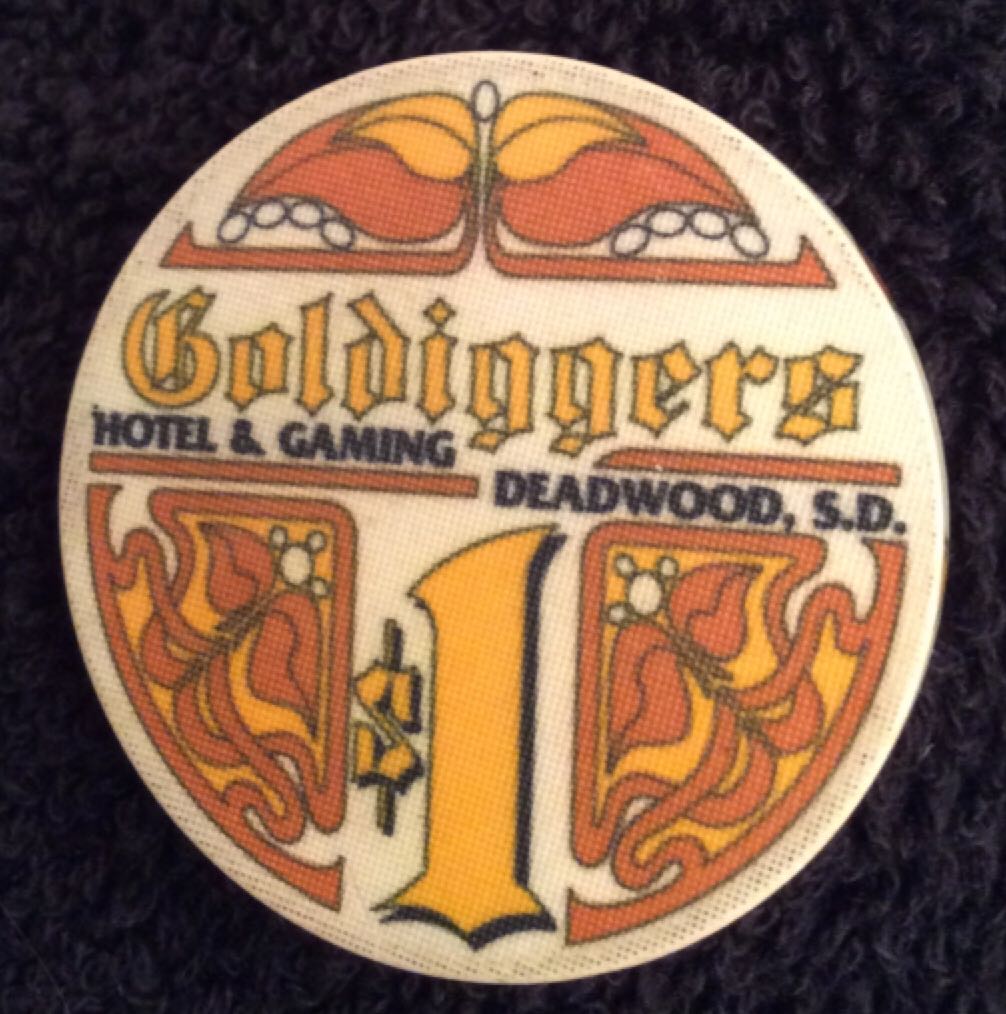 Goldiggers
HOTEL & GAMING
DEADWOOD, S.D.
$1